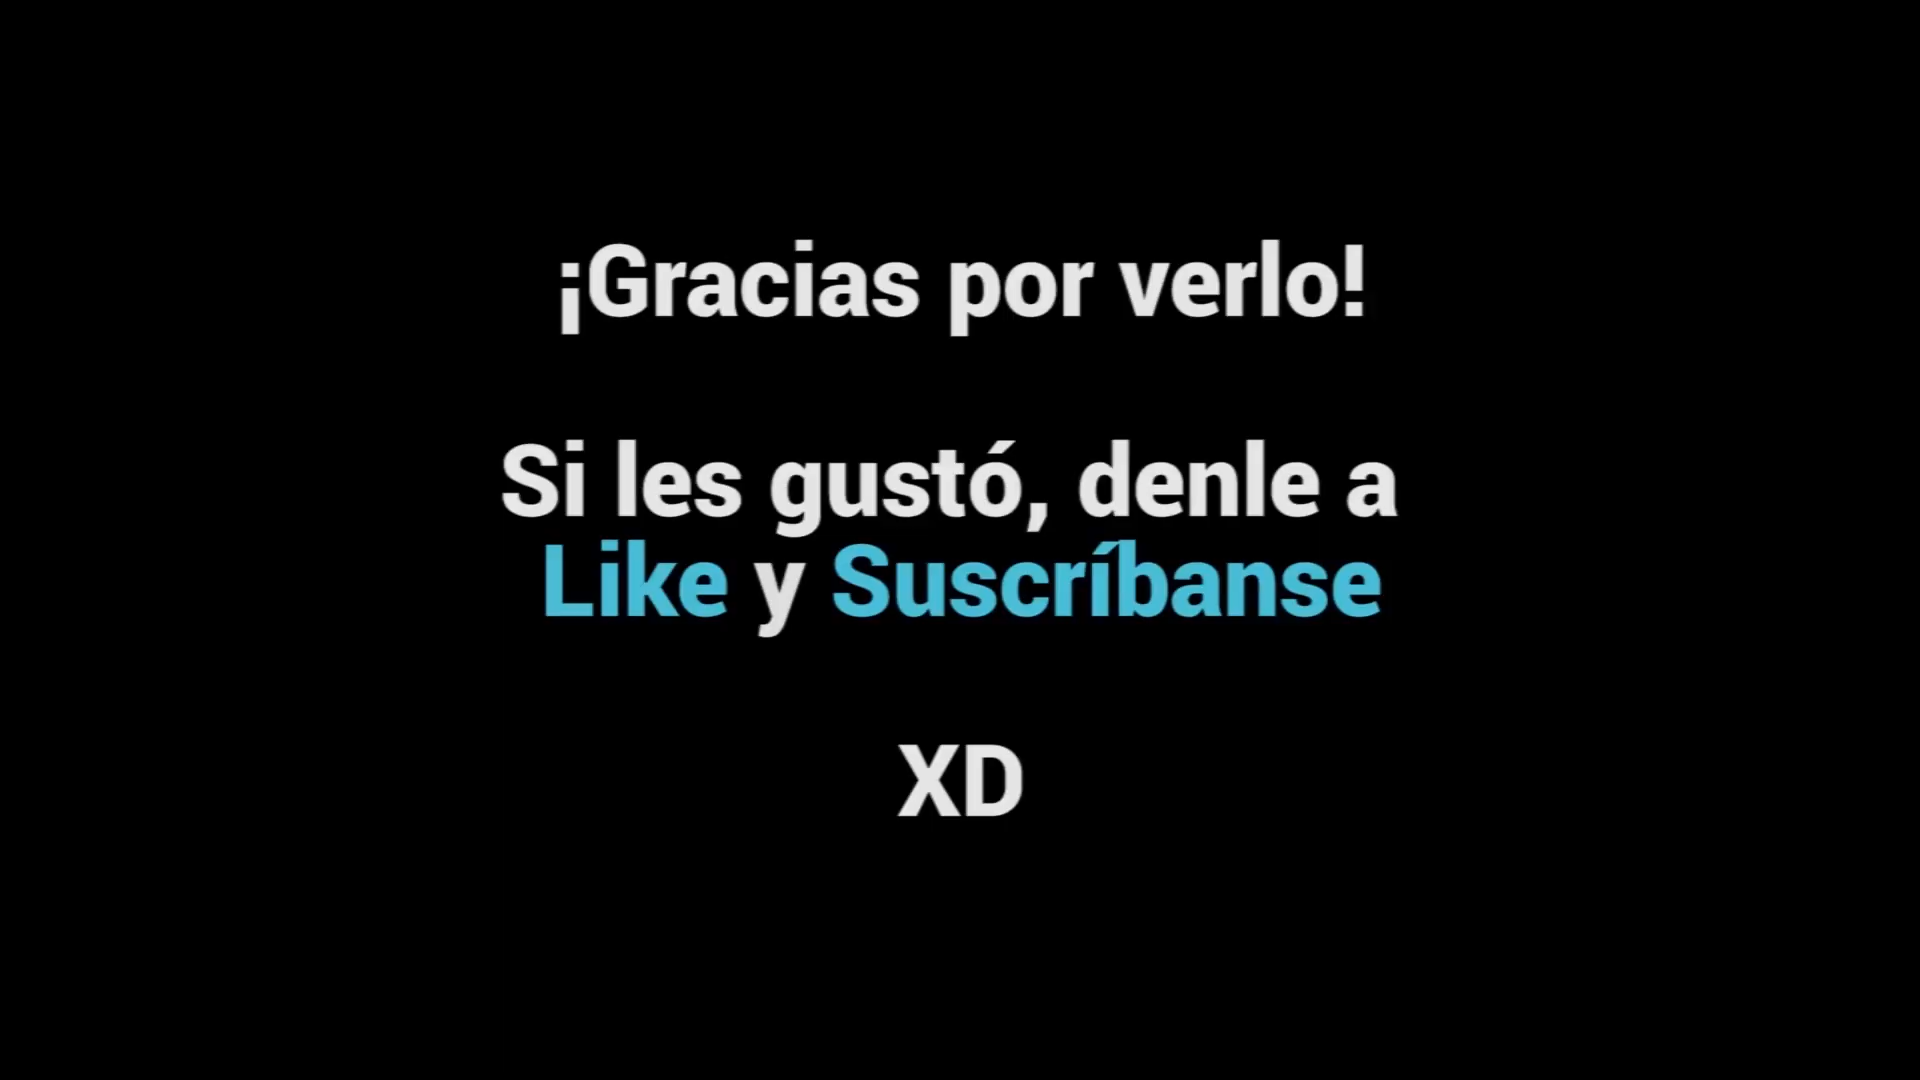 ¡Gracias por verlo!
Si les gustó, denle a
Like y Suscríbanse
XD